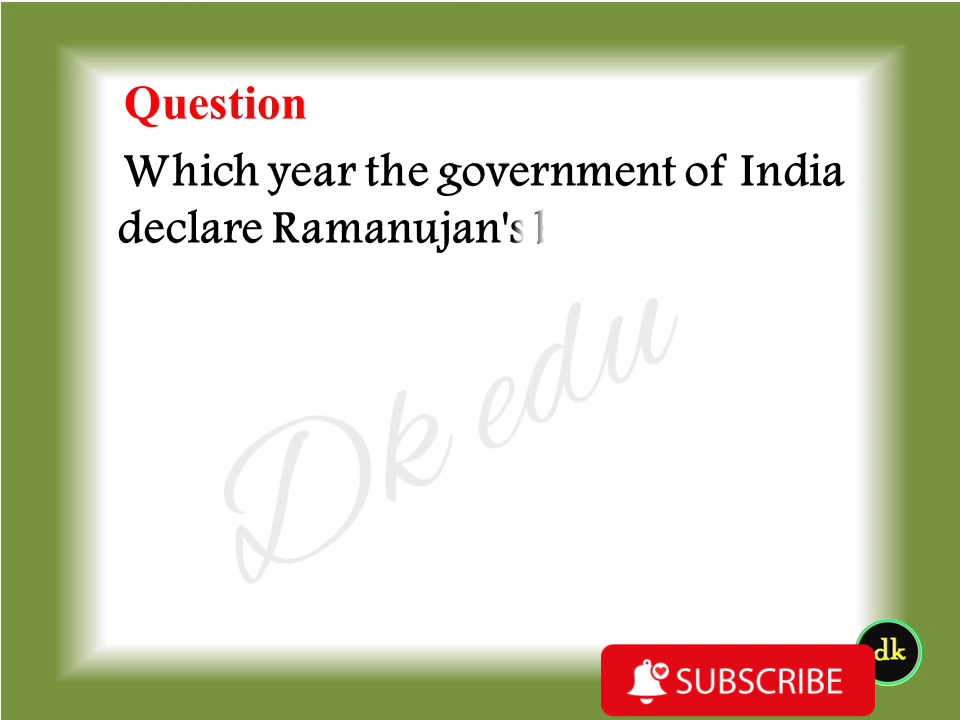 Question
Which year the government of India
declare Ramanujan's
Dk edu
dk
SUBSCRIBE